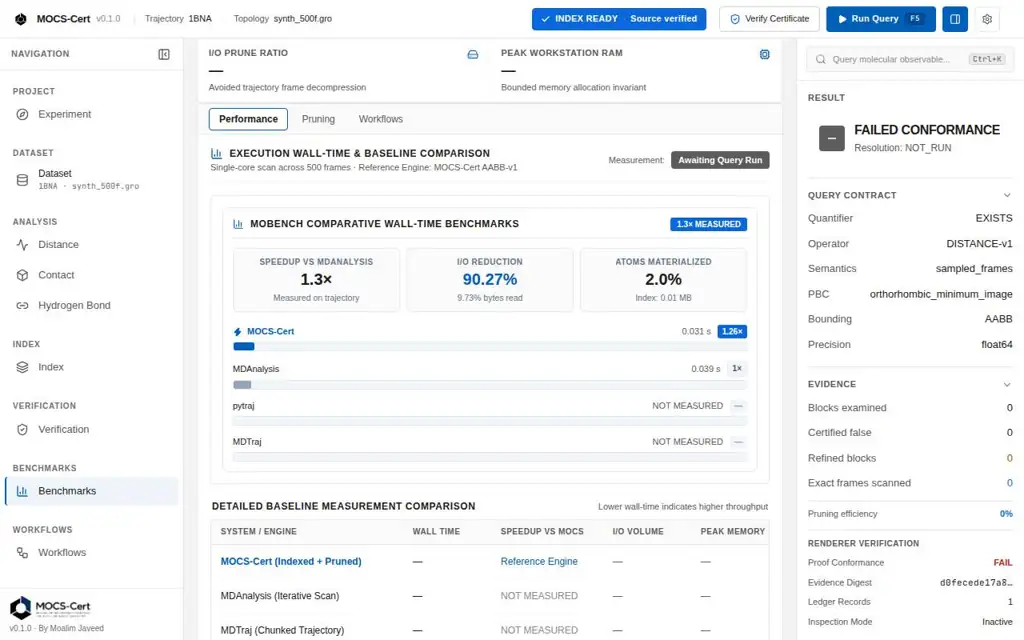 MOCS-Cert v0.1.0 Trajectory 1BNA Topology synth_500f.gro INDEX READY Source verified Verify Certificate Run Query F5
NAVIGATION
PROJECT
Experiment
DATASET
Dataset
1BNA · synth_500f.gro
ANALYSIS
Distance
Contact
Hydrogen Bond
INDEX
Index
VERIFICATION
Verification
BENCHMARKS
Benchmarks
WORKFLOWS
Workflows
MOCS-Cert
v0.1.0 · By Moalim Javeed
I/O PRUNE RATIO
—
Avoided trajectory frame decompression
PEAK WORKSTATION RAM
—
Bounded memory allocation invariant
Performance Pruning Workflows
EXECUTION WALL-TIME & BASELINE COMPARISON
Single-core scan across 500 frames · Reference Engine: MOCS-Cert AABB-v1
Measurement: Awaiting Query Run
MOBENCH COMPARATIVE WALL-TIME BENCHMARKS 1.3× MEASURED
SPEEDUP VS MDANALYSIS
1.3×
Measured on trajectory
I/O REDUCTION
90.27%
9.73% bytes read
ATOMS MATERIALIZED
2.0%
Index: 0.01 MB
MOCS-Cert 0.031 s 1.26×
MDAnalysis 0.039 s 1×
pytraj NOT MEASURED —
MDTraj NOT MEASURED —
DETAILED BASELINE MEASUREMENT COMPARISON Lower wall-time indicates higher throughput
SYSTEM / ENGINE WALL TIME SPEEDUP VS MOCS I/O VOLUME PEAK MEMORY
MOCS-Cert (Indexed + Pruned) — Reference Engine — —
MDAnalysis (Iterative Scan) — NOT MEASURED — —
MDTraj (Chunked Trajectory) — NOT MEASURED — —
Query molecular observable... Ctrl+K
RESULT
FAILED CONFORMANCE
Resolution: NOT_RUN
QUERY CONTRACT
Quantifier EXISTS
Operator DISTANCE-v1
Semantics sampled_frames
PBC orthorhombic_minimum_image
Bounding AABB
Precision float64
EVIDENCE
Blocks examined 0
Certified false 0
Refined blocks 0
Exact frames scanned 0
Pruning efficiency 0%
RENDERER VERIFICATION
Proof Conformance FAIL
Evidence Digest d0fecede17a8…
Ledger Records 1
Inspection Mode Inactive